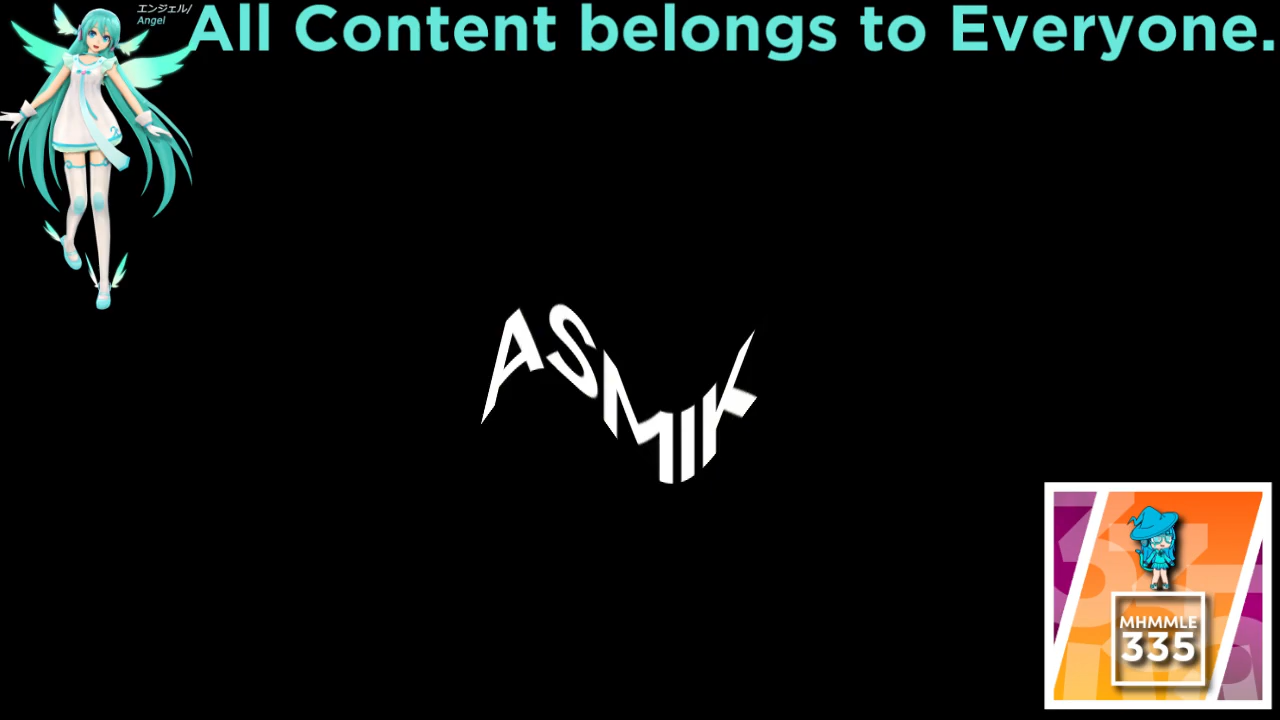 エンジェル/
Angel
All Content belongs to Everyone.
ASMIK
MHMMLE
335